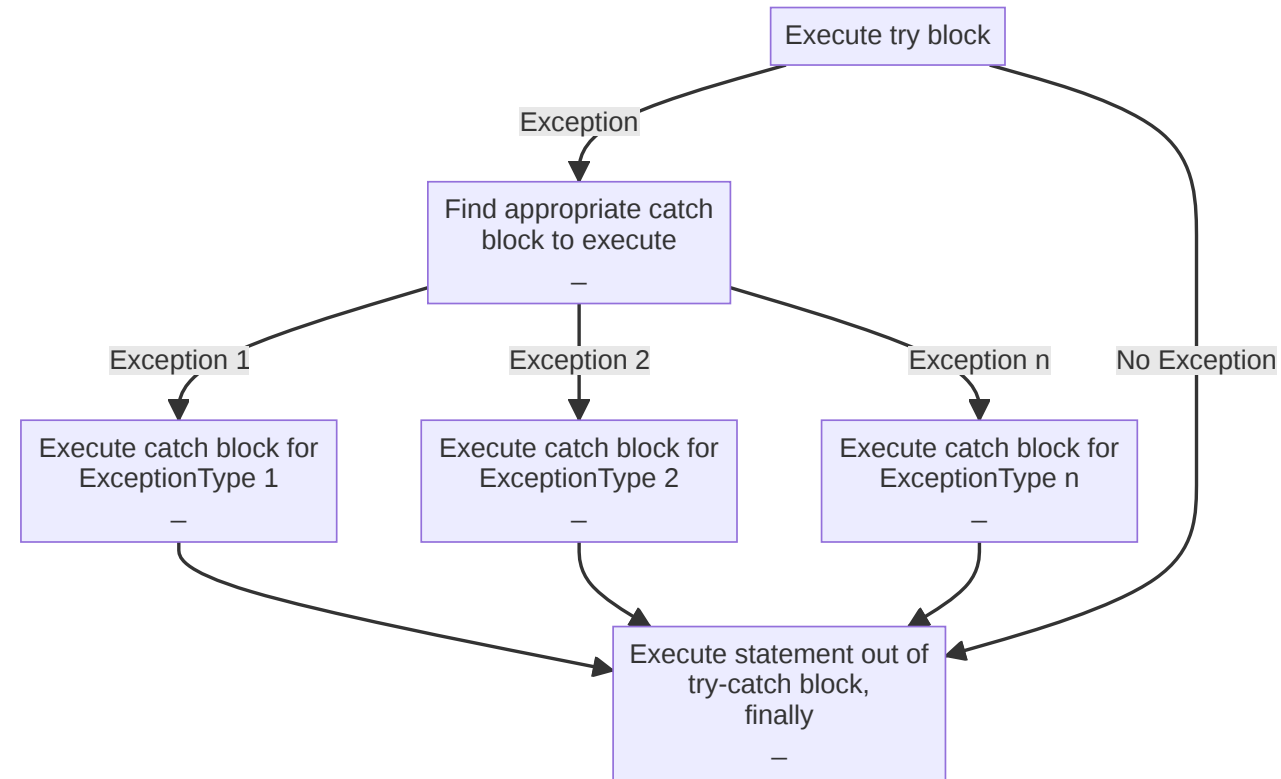 Execute try block
Exception
Find appropriate catch
block to execute
_
Exception 1
Exception 2
Exception n
No Exception
Execute catch block for
ExceptionType 1
_
Execute catch block for
ExceptionType 2
_
Execute catch block for
ExceptionType n
_
Execute statement out of
try-catch block,
finally
_